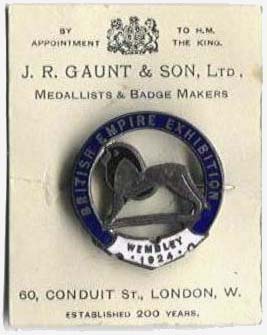 BY APPOINTMENT
TO H.M. THE KING.
J. R. GAUNT & SON, LTD.,
MEDALLISTS & BADGE MAKERS
BRITISH EMPIRE EXHIBITION
WEMBLEY
·1924·
60, CONDUIT ST., LONDON, W.
ESTABLISHED 200 YEARS.